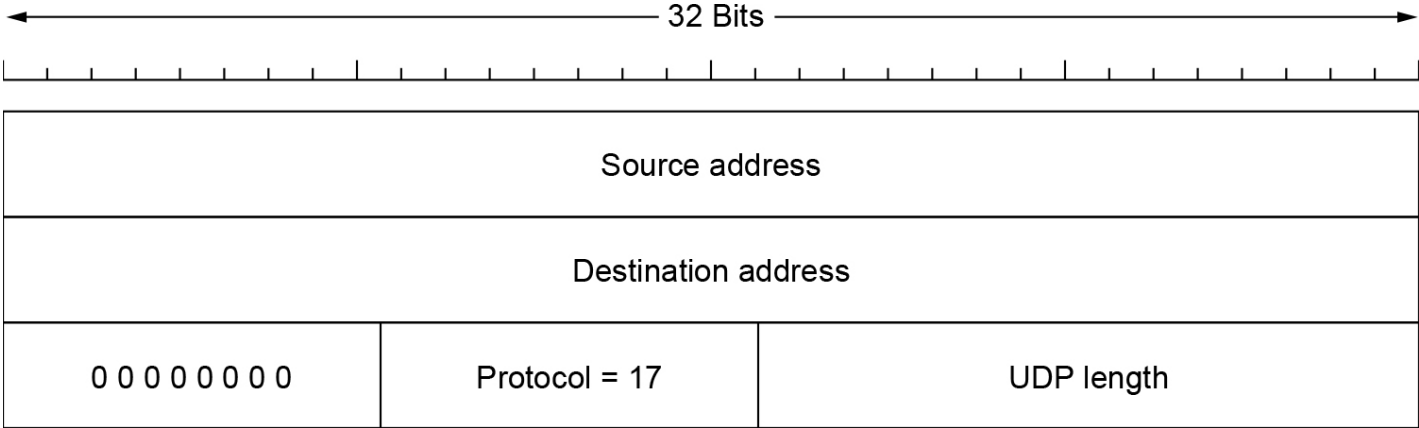 32 Bits
Source address
Destination address
0 0 0 0 0 0 0 0 Protocol = 17 UDP length